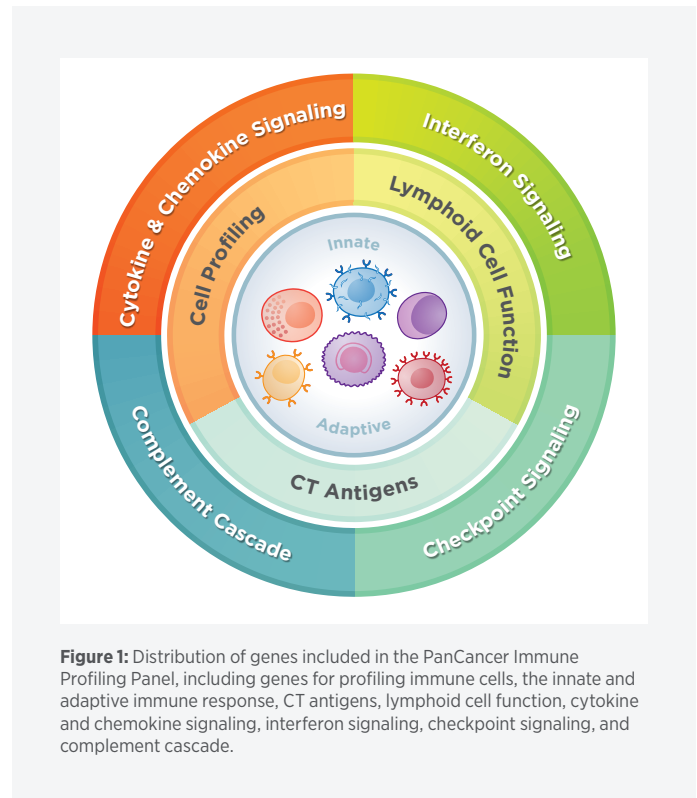 Cytokine & Chemokine Signaling
Interferon Signaling
Cell Profiling
Lymphoid Cell Function
Innate
Adaptive
CT Antigens
Complement Cascade
Checkpoint Signaling
Figure 1: Distribution of genes included in the PanCancer Immune
Profiling Panel, including genes for profiling immune cells, the innate and
adaptive immune response, CT antigens, lymphoid cell function, cytokine
and chemokine signaling, interferon signaling, checkpoint signaling, and
complement cascade.